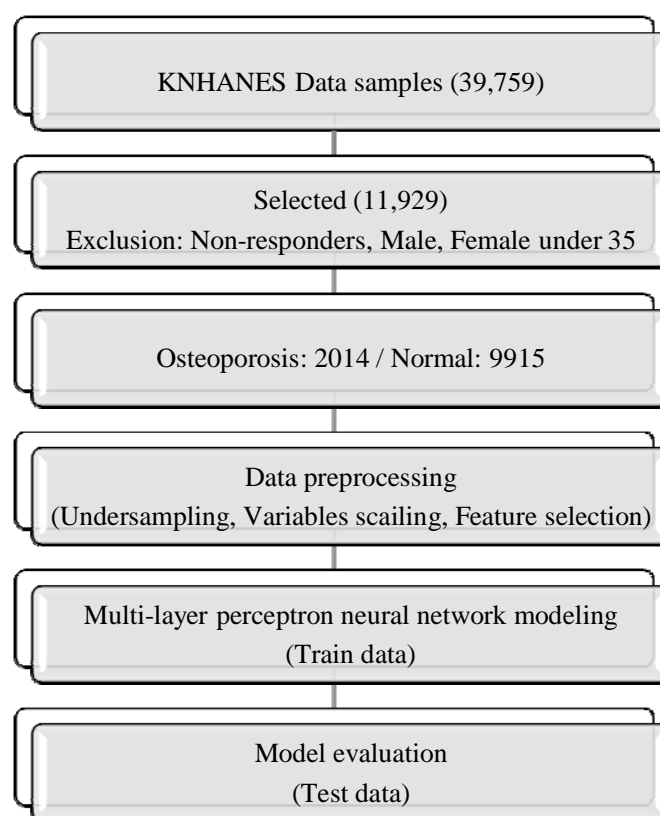 KNHANES Data samples (39,759)
Selected (11,929)
Exclusion: Non-responders, Male, Female under 35
Osteoporosis: 2014 / Normal: 9915
Data preprocessing
(Undersampling, Variables scailing, Feature selection)
Multi-layer perceptron neural network modeling
(Train data)
Model evaluation
(Test data)